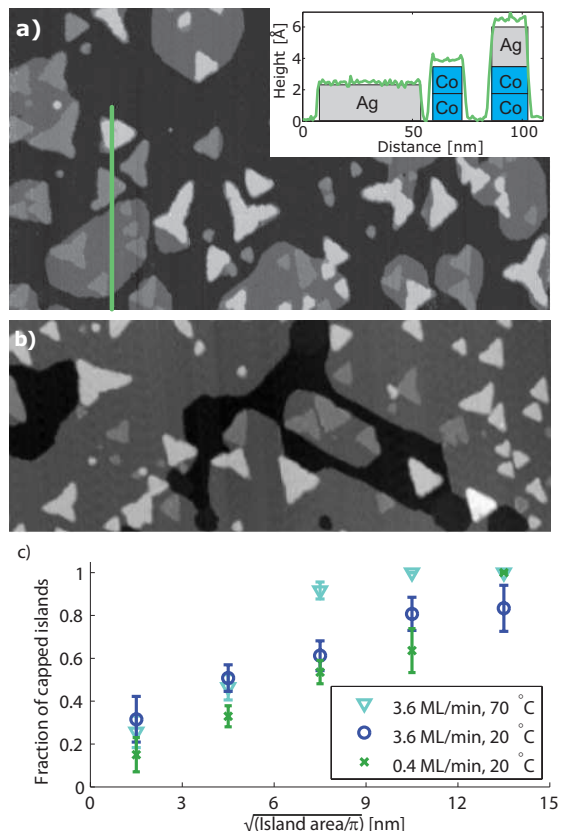 a)
Height [Å]
6
4
2
0
Ag
Co
Co
Ag
Co
Co
0
50
100
Distance [nm]
b)
c)
Fraction of capped islands
1
0.8
0.6
0.4
0.2
0
0
3
6
9
12
15
√(Island area/π) [nm]
3.6 ML/min, 70 °C
3.6 ML/min, 20 °C
0.4 ML/min, 20 °C